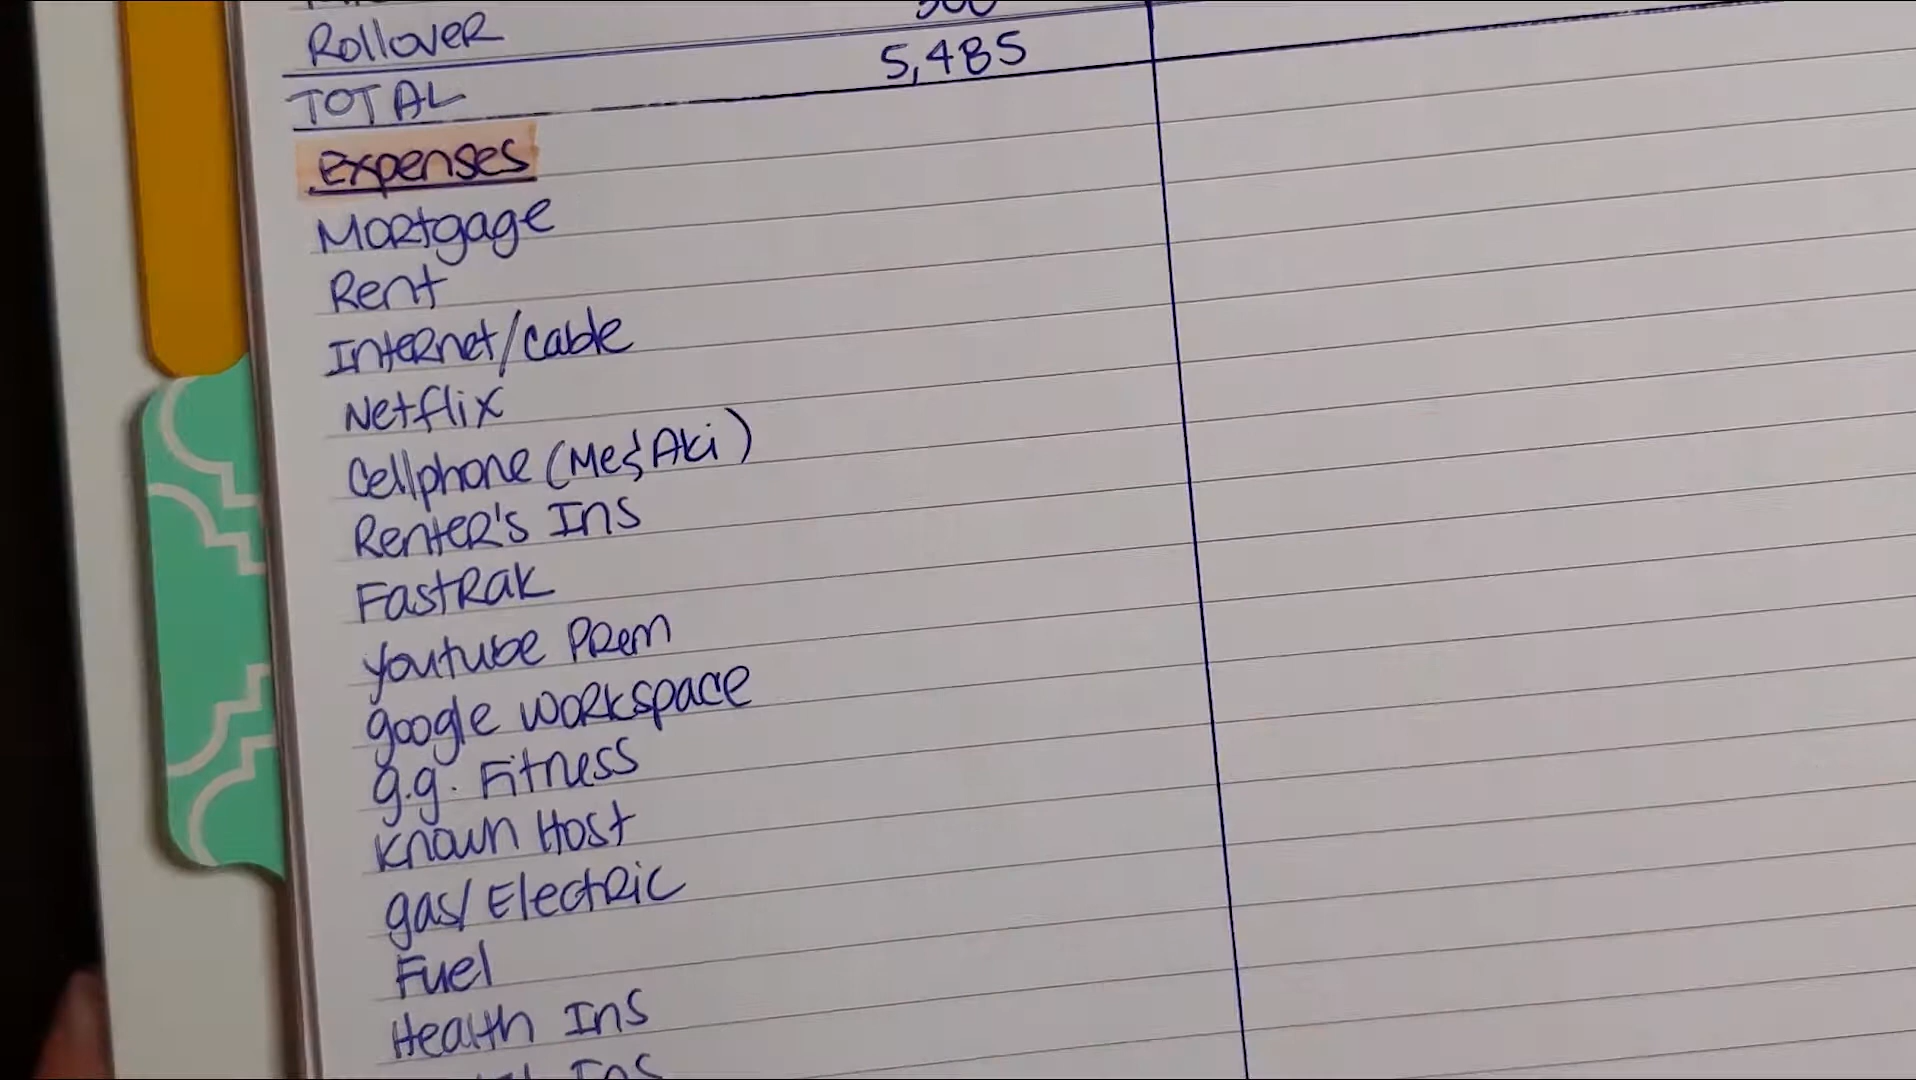 Rollover
TOTAL 5,485
Expenses
Mortgage
Rent
Internet/cable
Netflix
Cellphone (Me & Aki)
Renter's Ins
Fastrak
Youtube Prem
google workspace
g.g. Fitness
Known Host
gas/Electric
Fuel
Health Ins
Ins